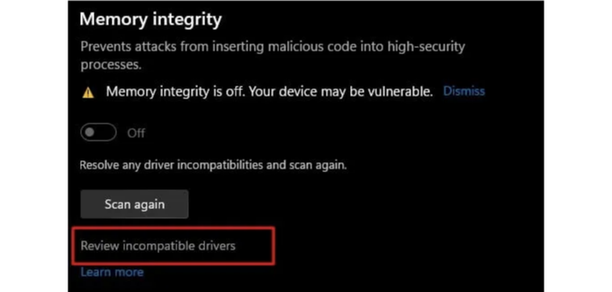 Memory integrity
Prevents attacks from inserting malicious code into high-security
processes.
Memory integrity is off. Your device may be vulnerable. Dismiss
Off
Resolve any driver incompatibilities and scan again.
Scan again
Review incompatible drivers
Learn more